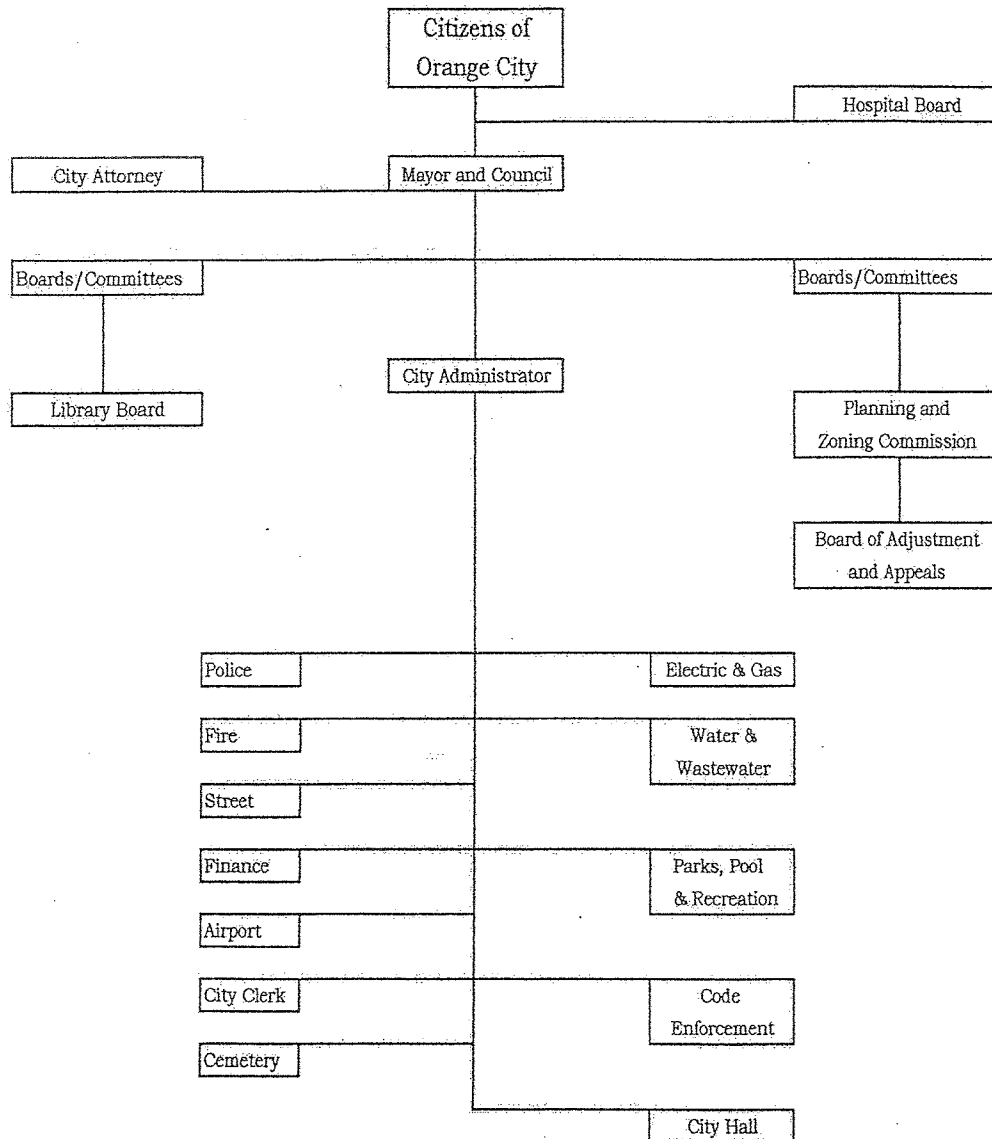 Citizens of
Orange City
Hospital Board
City Attorney
Mayor and Council
Boards/Committees
Boards/Committees
City Administrator
Library Board
Planning and
Zoning Commission
Board of Adjustment
and Appeals
Police
Electric & Gas
Fire
Water &
Wastewater
Street
Finance
Parks, Pool
& Recreation
Airport
City Clerk
Code
Enforcement
Cemetery
City Hall